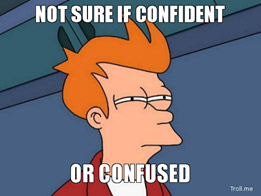 NOT SURE IF CONFIDENT
OR CONFUSED
Troll.me